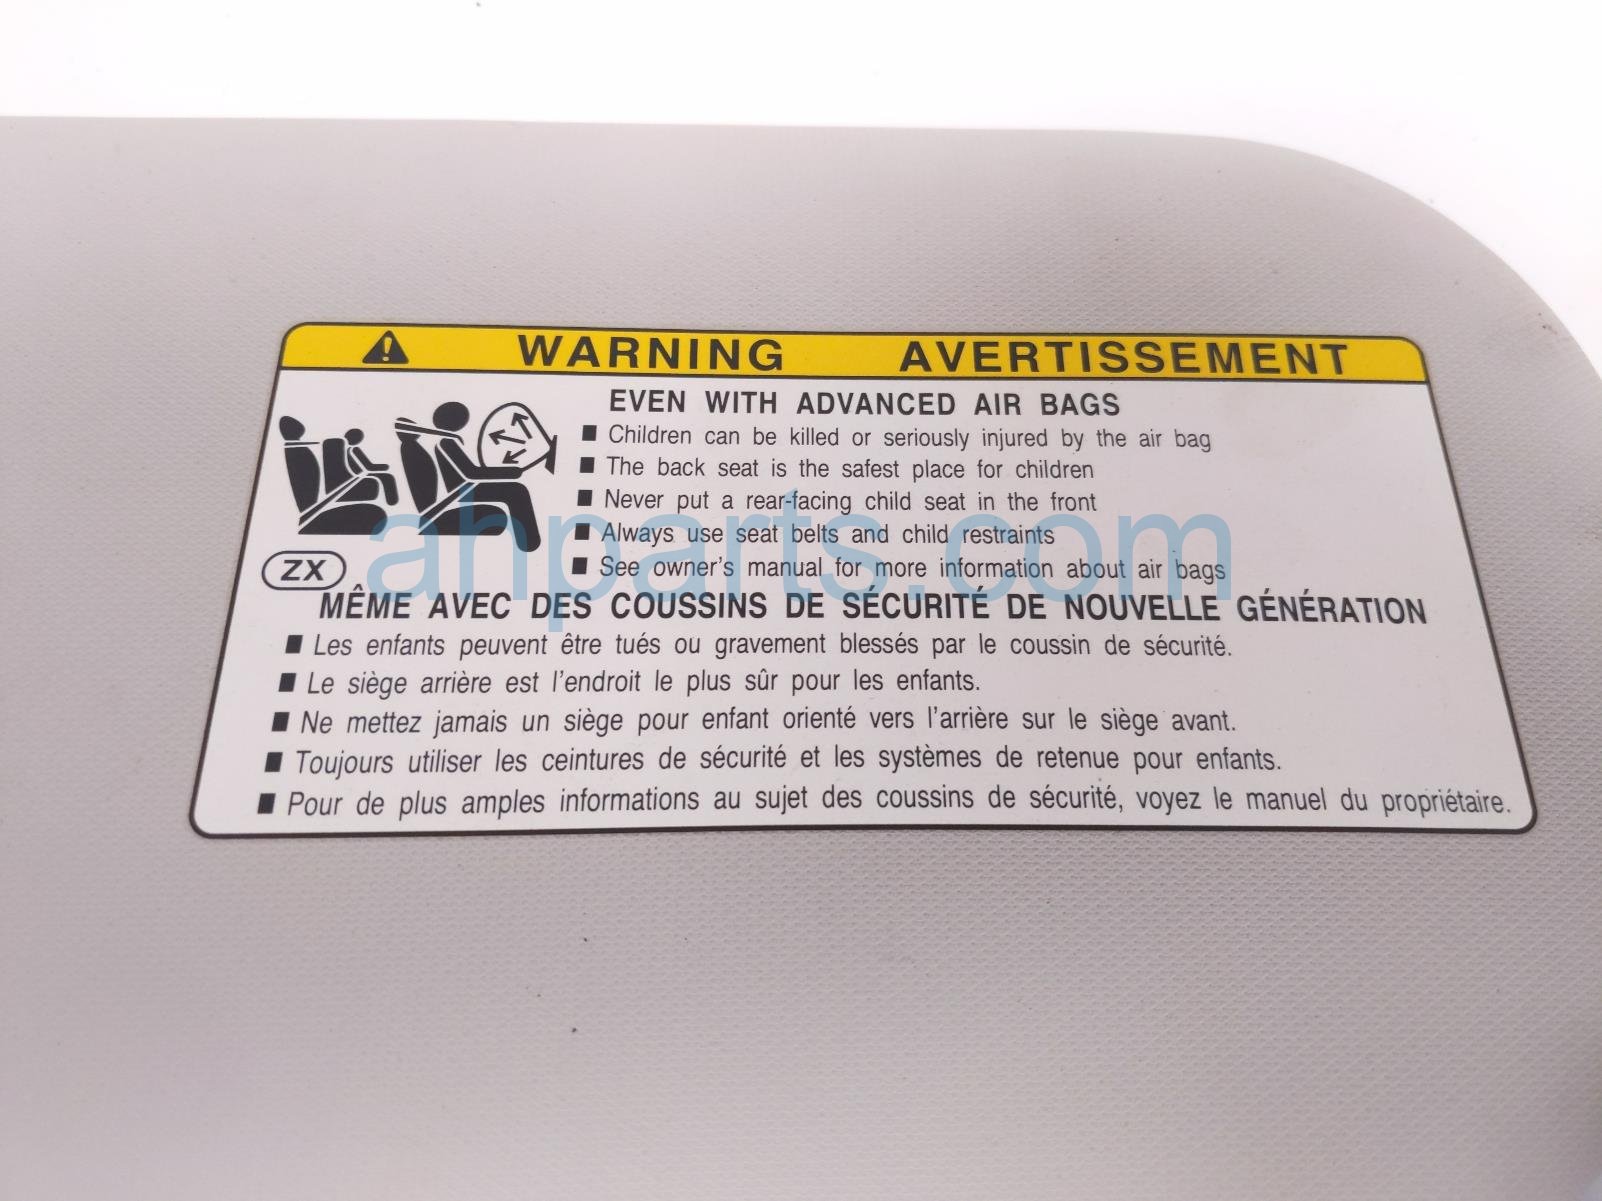 WARNING AVERTISSEMENT
EVEN WITH ADVANCED AIR BAGS
■ Children can be killed or seriously injured by the air bag
■ The back seat is the safest place for children
■ Never put a rear-facing child seat in the front
■ Always use seat belts and child restraints
■ See owner's manual for more information about air bags
ZX
ahparts.com
MÊME AVEC DES COUSSINS DE SÉCURITÉ DE NOUVELLE GÉNÉRATION
■ Les enfants peuvent être tués ou gravement blessés par le coussin de sécurité.
■ Le siège arrière est l'endroit le plus sûr pour les enfants.
■ Ne mettez jamais un siège pour enfant orienté vers l'arrière sur le siège avant.
■ Toujours utiliser les ceintures de sécurité et les systèmes de retenue pour enfants.
■ Pour de plus amples informations au sujet des coussins de sécurité, voyez le manuel du propriétaire.